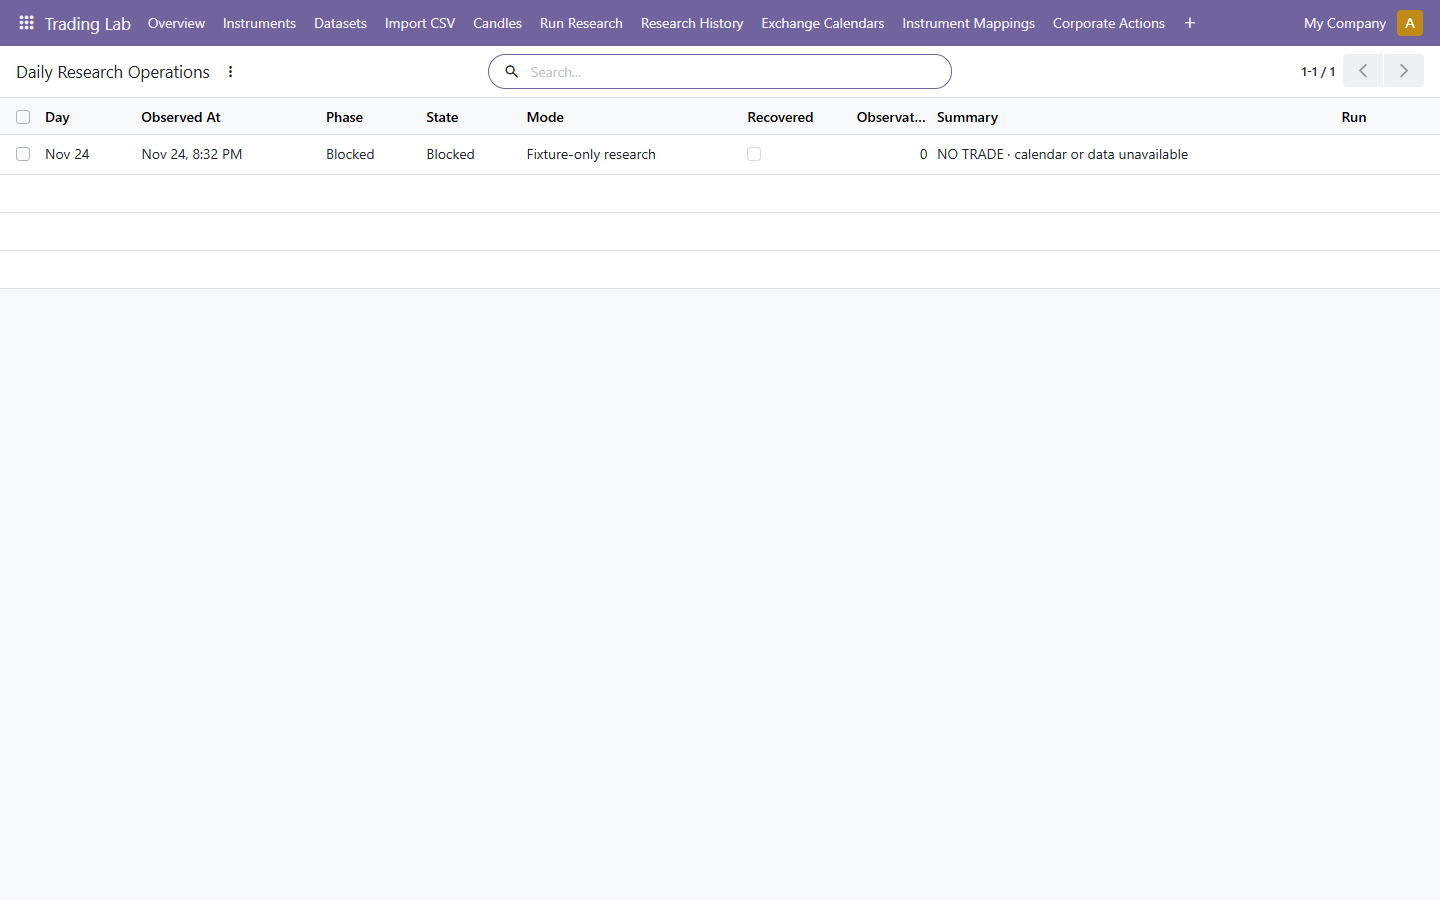 Trading Lab Overview Instruments Datasets Import CSV Candles Run Research Research History Exchange Calendars Instrument Mappings Corporate Actions + My Company A
Daily Research Operations Search... 1-1 / 1
Day Observed At Phase State Mode Recovered Observat... Summary Run
Nov 24 Nov 24, 8:32 PM Blocked Blocked Fixture-only research 0 NO TRADE · calendar or data unavailable